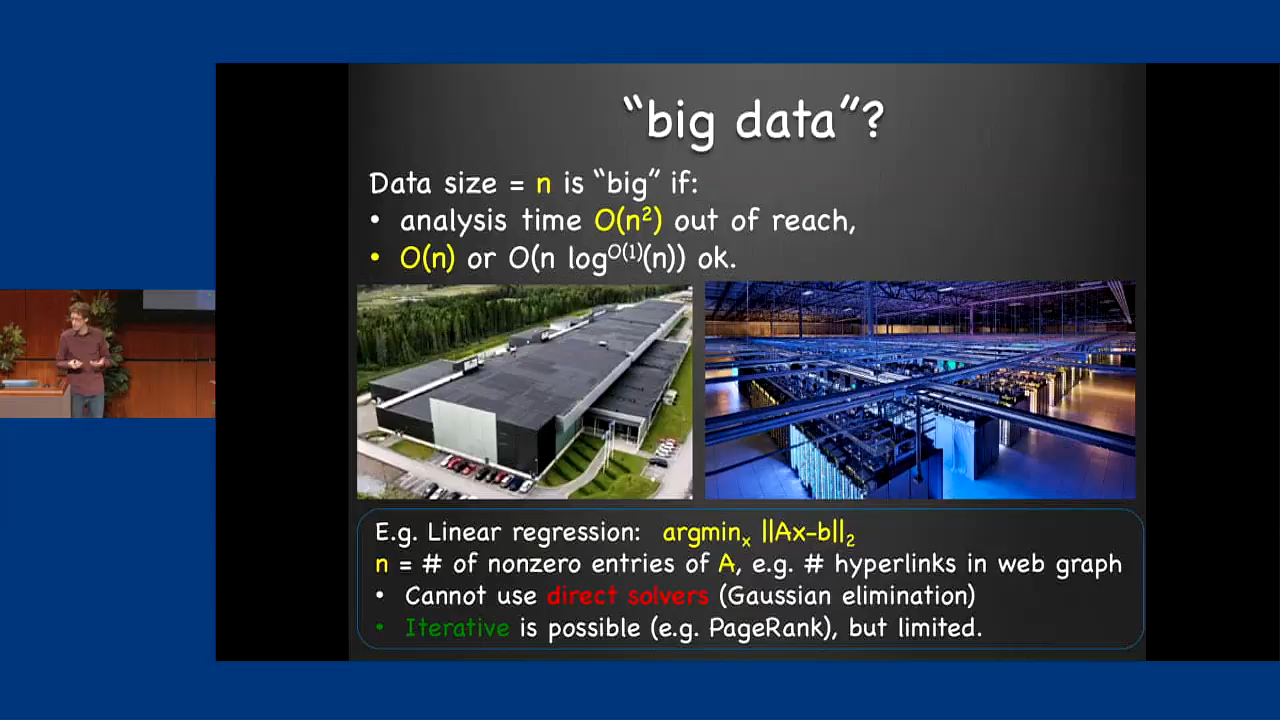 “big data”?
Data size = n is “big” if:
• analysis time O(n²) out of reach,
• O(n) or O(n log^O(1)(n)) ok.
E.g. Linear regression: argminₓ ||Ax-b||₂
n = # of nonzero entries of A, e.g. # hyperlinks in web graph
• Cannot use direct solvers (Gaussian elimination)
• Iterative is possible (e.g. PageRank), but limited.